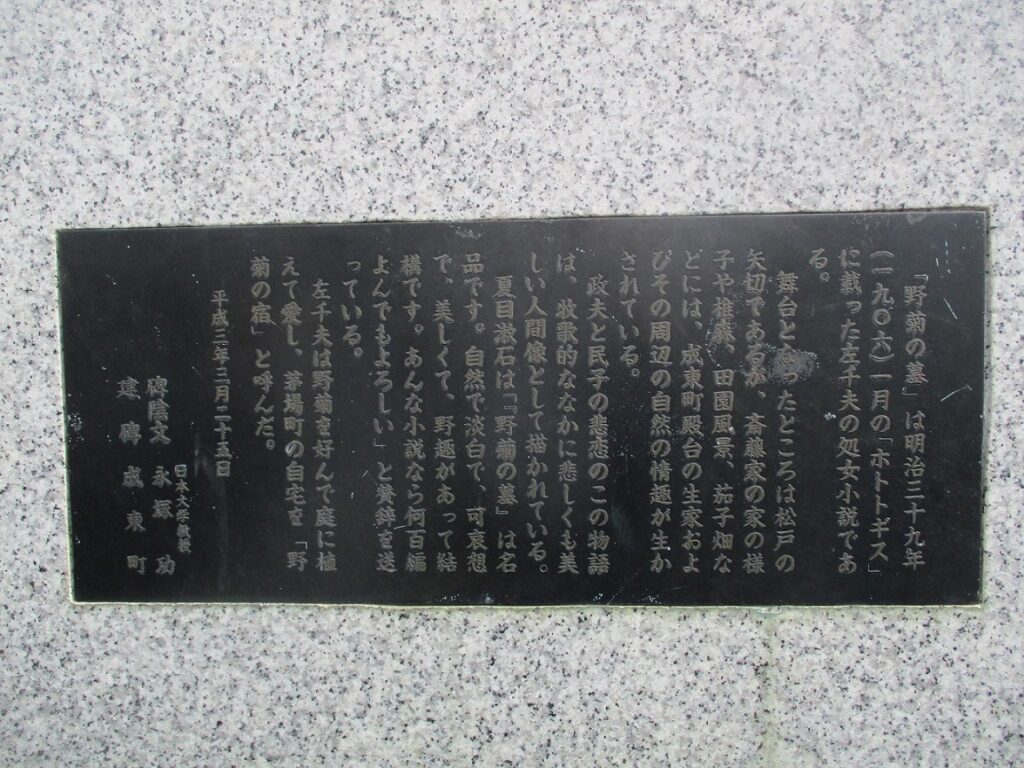 「野菊の墓」は明治三十九年
(一九〇六)一月の「ホトトギス」
に載った左千夫の処女小説であ
る。
舞台となったところは松戸の
矢切であるが、斎藤家の家の様
子や椎森、田園風景、茄子畑な
どには、成東町殿台の生家およ
びその周辺の自然の情趣が生か
されている。
政夫と民子の悲恋のこの物語
は、牧歌的ななかに悲しくも美
しい人間像として描かれている。
夏目漱石は「『野菊の墓』は名
品です。自然で淡白で、可哀想
で、美しくて、野趣があって結
構です。あんな小説なら何百編
よんでもよろしい」と賛辞を送
っている。
左千夫は野菊を好んで庭に植
えて愛し、茅場町の自宅を「野
菊の宿」と呼んだ。
平成三年三月二十五日
日本大学教授
碑陰文 永塚 功
建碑 成東町